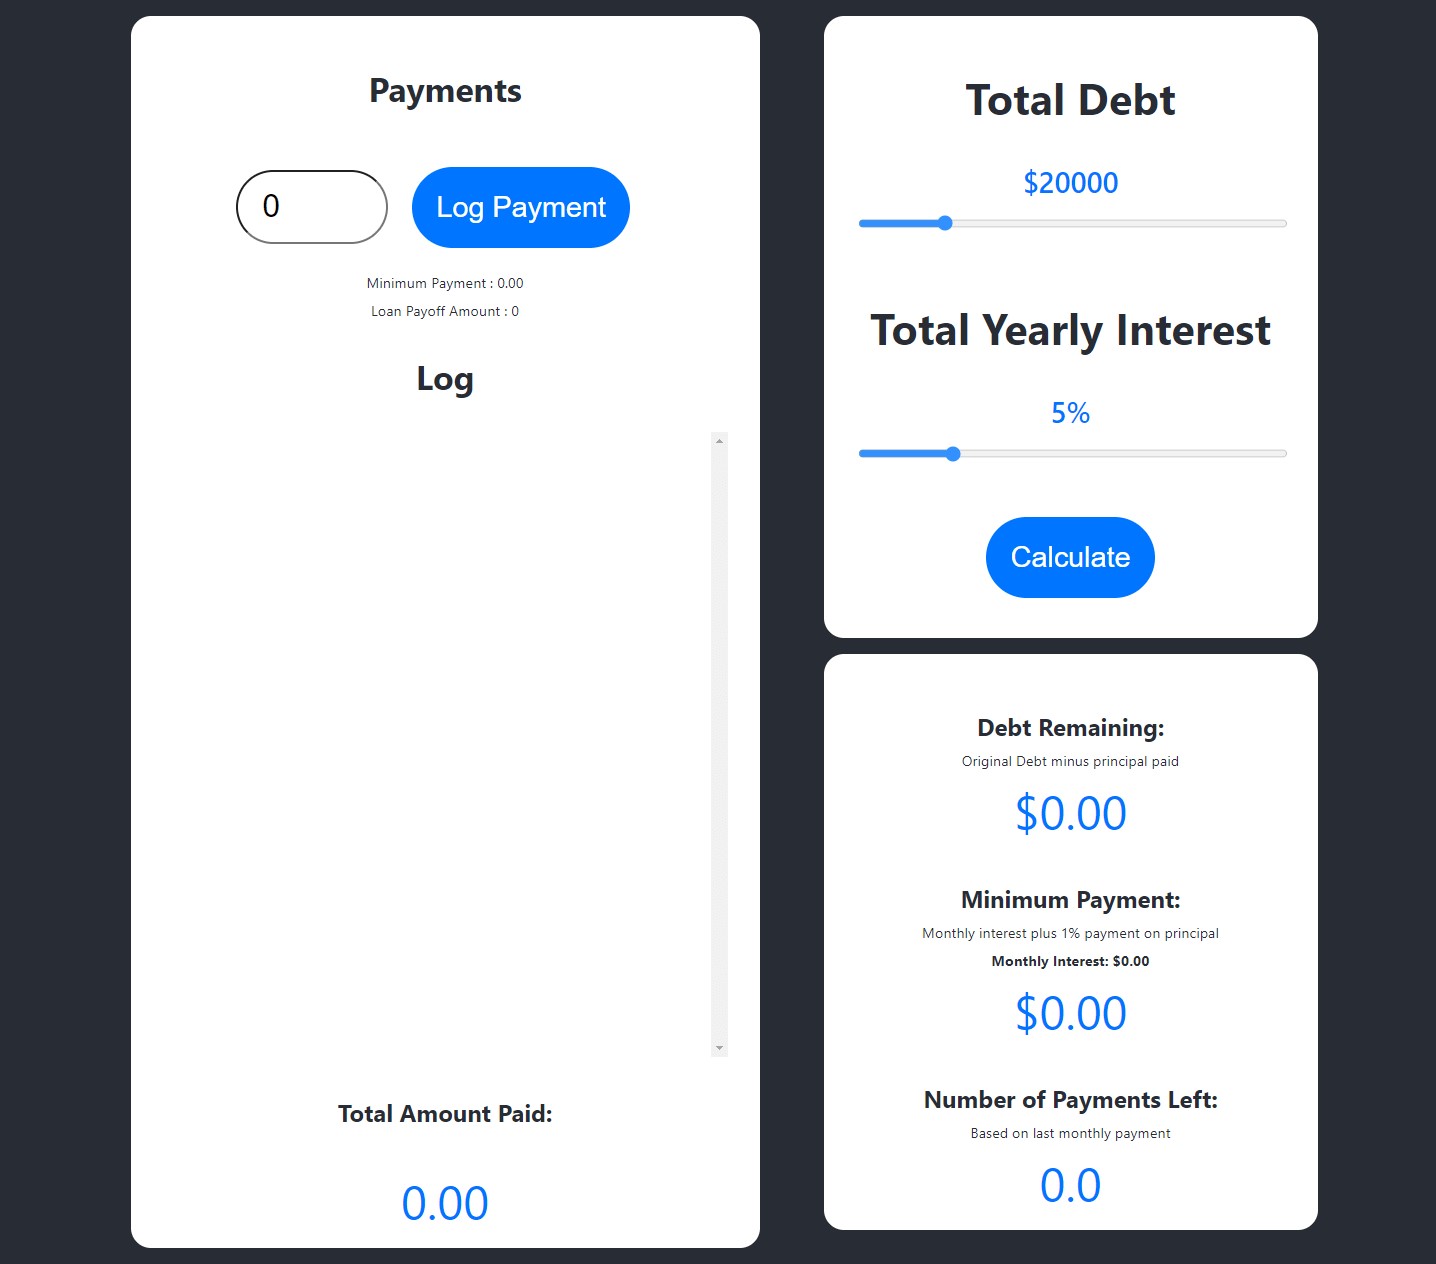 Payments
0
Log Payment
Minimum Payment : 0.00
Loan Payoff Amount : 0
Log
Total Amount Paid:
0.00
Total Debt
$20000
Total Yearly Interest
5%
Calculate
Debt Remaining:
Original Debt minus principal paid
$0.00
Minimum Payment:
Monthly interest plus 1% payment on principal
Monthly Interest: $0.00
$0.00
Number of Payments Left:
Based on last monthly payment
0.0